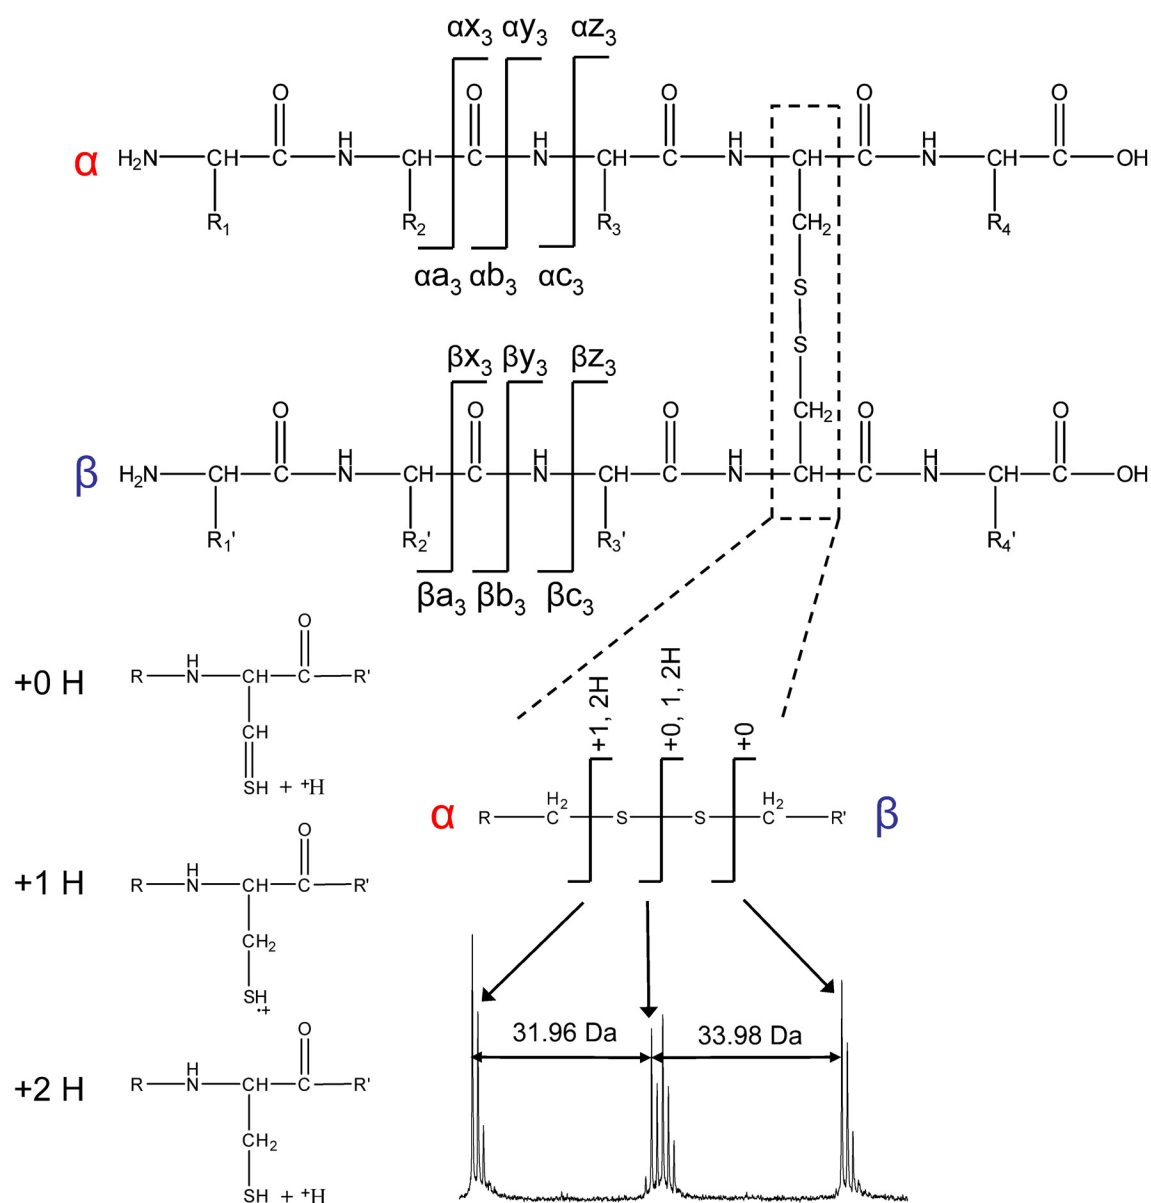 αx3 αy3 αz3
O O O O O
α H2N CH C H N CH C H N CH C H N CH C H N CH C OH
R1 R2 R3 CH2 R4
αa3 αb3 αc3
S
S
βx3 βy3 βz3
CH2
O O O O O
β H2N CH C H N CH C H N CH C H N CH C H N CH C OH
R1' R2' R3' R4'
βa3 βb3 βc3
+0 H
O
R H N CH C R'
CH
SH + +H
+1, 2H +0, 1, 2H +0
α R H2 C S S H2 C R' β
+1 H
O
R H N CH C R'
CH2
SH
•+
31.96 Da 33.98 Da
+2 H
O
R H N CH C R'
CH2
SH + +H